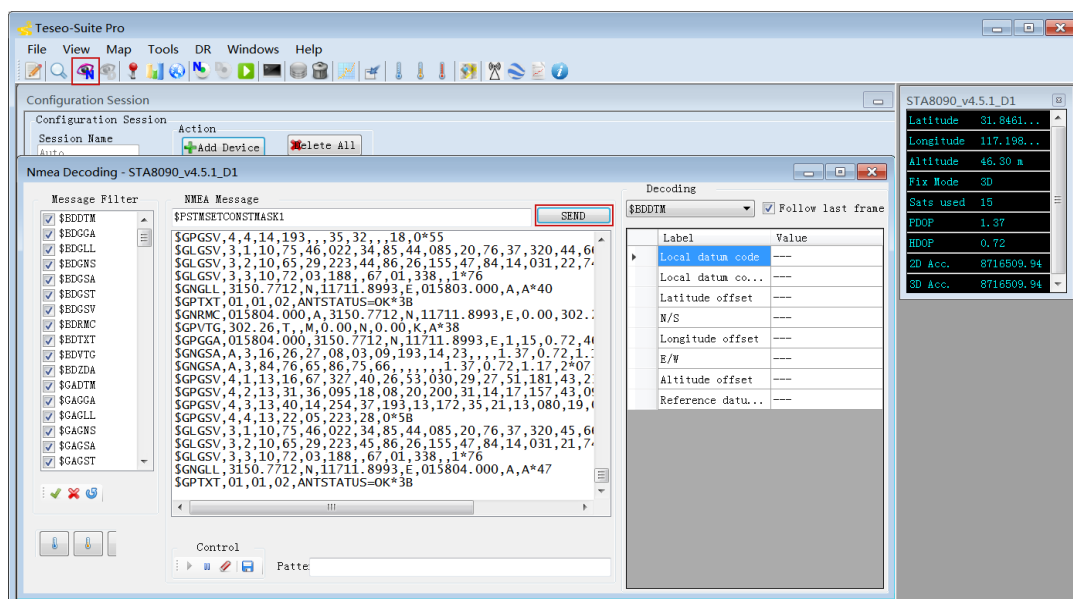 Teseo-Suite Pro
File View Map Tools DR Windows Help
Configuration Session
Configuration Session
Session Name
Auto
Action
Add Device
Delete All
Nmea Decoding - STA8090_v4.5.1_D1
Message Filter
$BDDTM
$BDGGA
$BDGLL
$BDGNS
$BDGSA
$BDGST
$BDGSV
$BDRMC
$BDTXT
$BDVTG
$BDZDA
$GADTM
$GAGGA
$GAGLL
$GAGNS
$GAGSA
$GAGST
NMEA Message
$PSTMSETCONSTMASK1
SEND
$GPGSV,4,4,14,193,,,35,32,,,18,0*55
$GLGSV,3,1,10,75,46,022,34,85,44,085,20,76,37,320,44,6
$GLGSV,3,2,10,65,29,223,44,86,26,155,47,84,14,031,22,7
$GLGSV,3,3,10,72,03,188,,67,01,338,,1*76
$GNGLL,3150.7712,N,11711.8993,E,015803.000,A,A*40
$GPTXT,01,01,02,ANTSTATUS=OK*3B
$GNRMC,015804.000,A,3150.7712,N,11711.8993,E,0.00,302.
$GPVTG,302.26,T,,M,0.00,N,0.00,K,A*38
$GPGGA,015804.000,3150.7712,N,11711.8993,E,1,15,0.72,4
$GNGSA,A,3,16,26,27,08,03,09,193,14,23,,,,1.37,0.72,1.
$GNGSA,A,3,84,76,65,86,75,66,,,,,,,1.37,0.72,1.17,2*07
$GPGSV,4,1,13,16,67,327,40,26,53,030,29,27,51,181,43,2
$GPGSV,4,2,13,31,36,095,18,08,20,200,31,14,17,157,43,0
$GPGSV,4,3,13,40,14,254,37,193,13,172,35,21,13,080,19,
$GPGSV,4,4,13,22,05,223,28,0*5B
$GLGSV,3,1,10,75,46,022,34,85,44,085,20,76,37,320,45,6
$GLGSV,3,2,10,65,29,223,45,86,26,155,47,84,14,031,21,7
$GLGSV,3,3,10,72,03,188,,67,01,338,,1*76
$GNGLL,3150.7712,N,11711.8993,E,015804.000,A,A*47
$GPTXT,01,01,02,ANTSTATUS=OK*3B
Control
Patte
Decoding
$BDDTM
Follow last frame
Label Value
Local datum code ---
Local datum co... ---
Latitude offset ---
N/S ---
Longitude offset ---
E/W ---
Altitude offset ---
Reference datu... ---
STA8090_v4.5.1_D1
Latitude 31.8461...
Longitude 117.198...
Altitude 46.30 m
Fix Mode 3D
Sats used 15
PDOP 1.37
HDOP 0.72
2D Acc. 8716509.94
3D Acc. 8716509.94